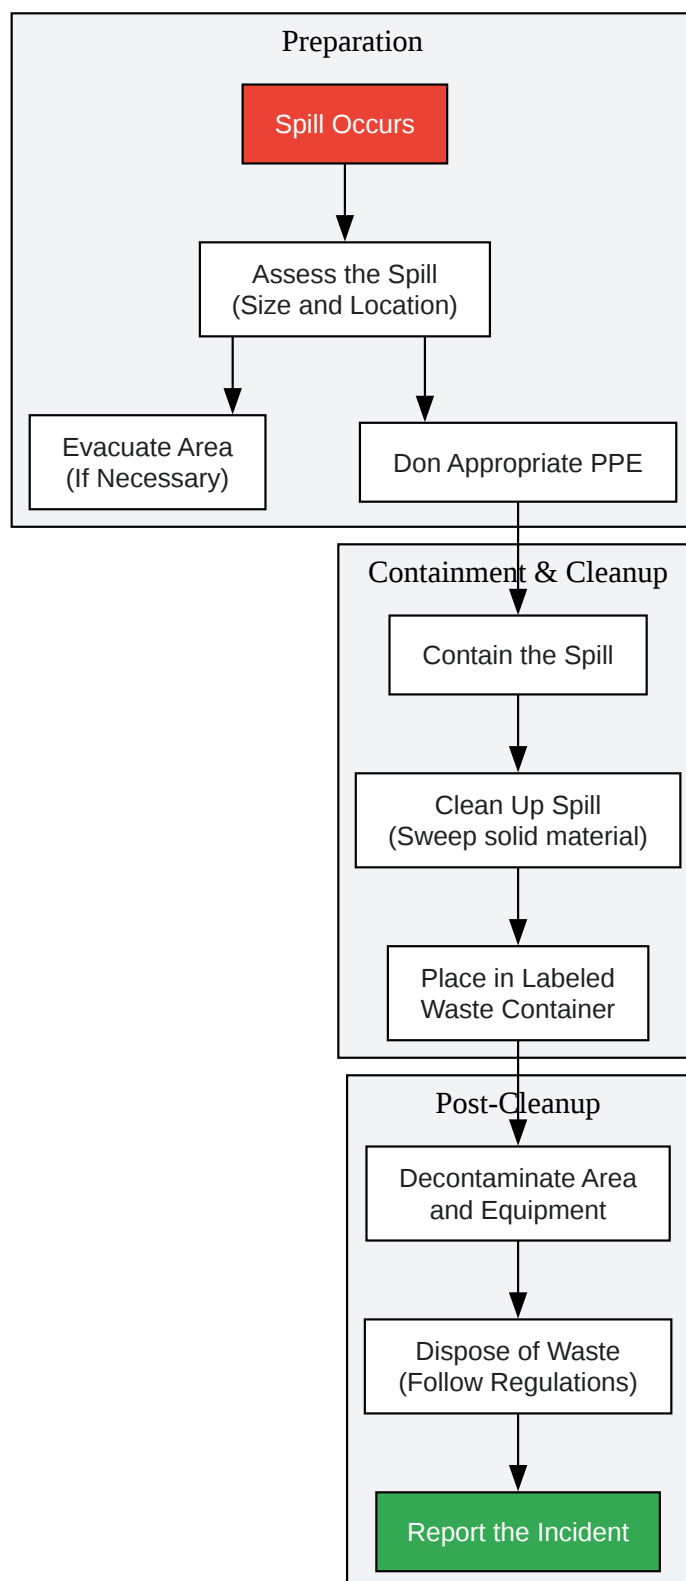 Preparation
Spill Occurs
Assess the Spill
(Size and Location)
Evacuate Area
(If Necessary)
Don Appropriate PPE
Containment & Cleanup
Contain the Spill
Clean Up Spill
(Sweep solid material)
Place in Labeled
Waste Container
Post-Cleanup
Decontaminate Area
and Equipment
Dispose of Waste
(Follow Regulations)
Report the Incident